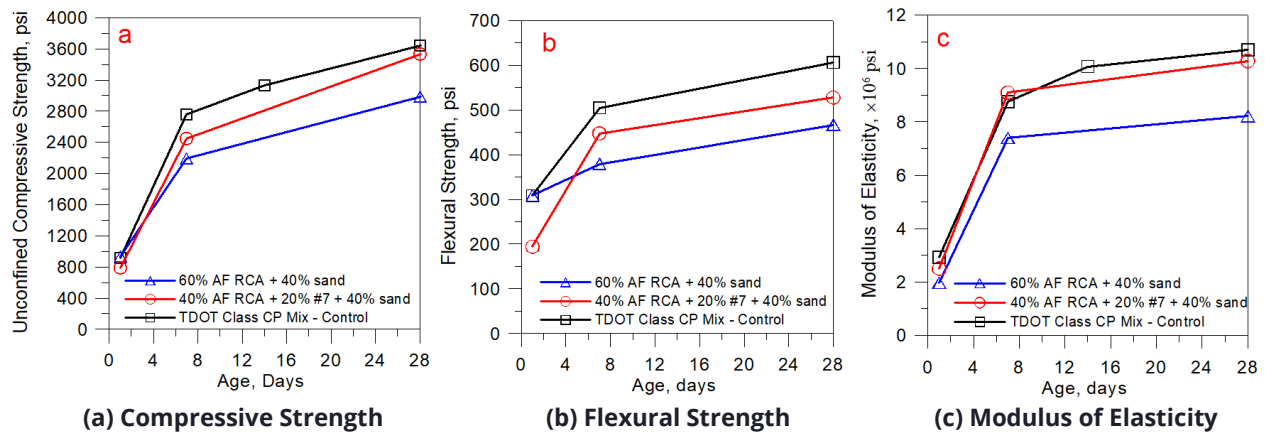 a
Unconfined Compressive Strength, psi
4000
3600
3200
2800
2400
2000
1600
1200
800
400
0
60% AF RCA + 40% sand
40% AF RCA + 20% #7 + 40% sand
TDOT Class CP Mix - Control
0 4 8 12 16 20 24 28
Age, Days
(a) Compressive Strength
b
Flexural Strength, psi
700
600
500
400
300
200
100
0
60% AF RCA + 40% sand
40% AF RCA + 20% #7 + 40% sand
TDOT Class CP Mix - Control
0 4 8 12 16 20 24 28
Age, days
(b) Flexural Strength
c
Modulus of Elasticity, ×10⁶ psi
12
10
8
6
4
2
0
60% AF RCA + 40% sand
40% AF RCA + 20% #7 + 40% sand
TDOT Class CP Mix - Control
0 4 8 12 16 20 24 28
Age, days
(c) Modulus of Elasticity